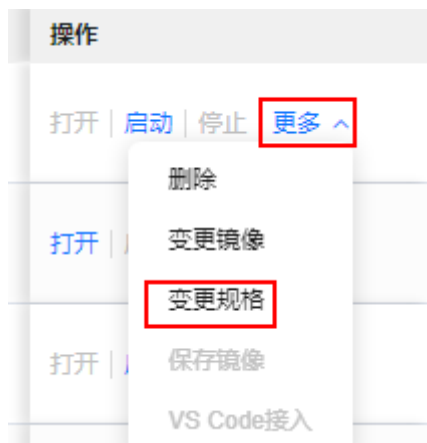 操作
打开 | 启动 | 停止 更多
删除
打开
变更镜像
变更规格
打开
保存镜像
VS Code接入